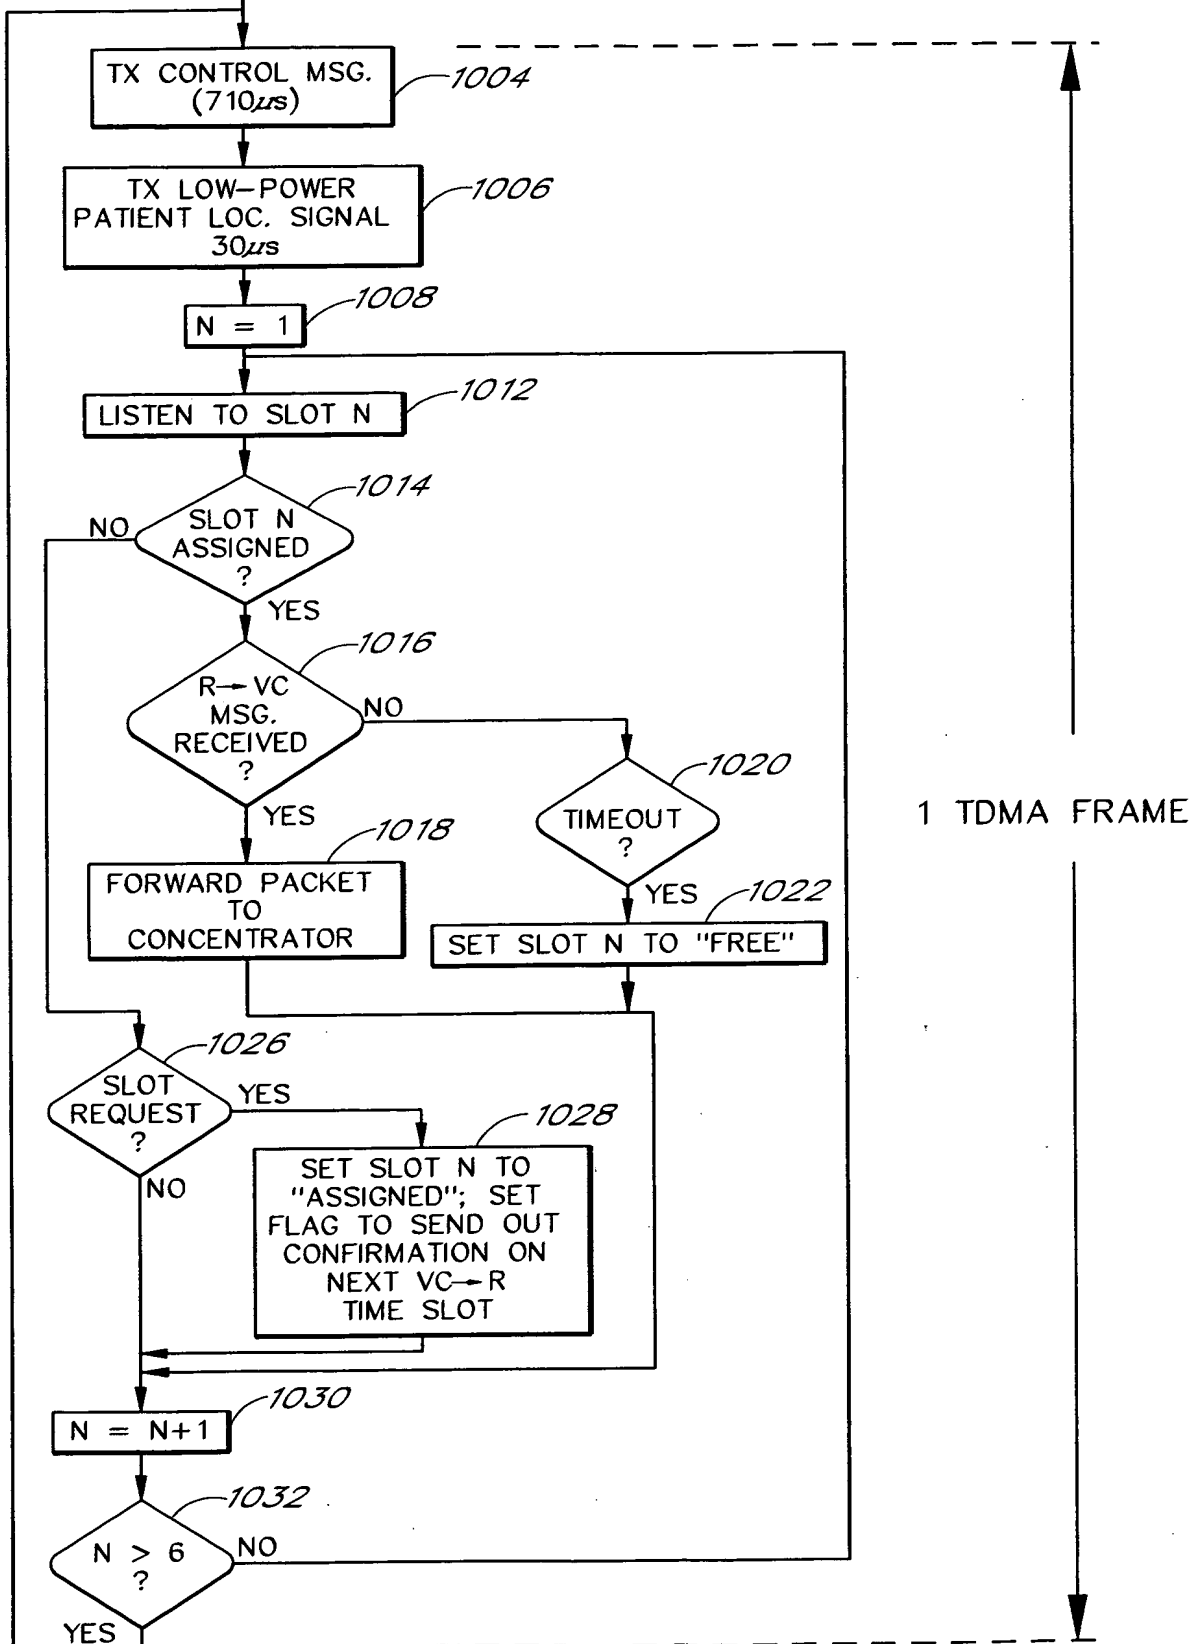 TX CONTROL MSG.
(710μs)
1004
TX LOW-POWER
PATIENT LOC. SIGNAL
30μs
1006
N = 1
1008
LISTEN TO SLOT N
1012
SLOT N
ASSIGNED
?
1014
NO
YES
R→VC
MSG.
RECEIVED
?
1016
NO
YES
TIMEOUT
?
1020
YES
1 TDMA FRAME
FORWARD PACKET
TO
CONCENTRATOR
1018
SET SLOT N TO "FREE"
1022
SLOT
REQUEST
?
1026
YES
NO
SET SLOT N TO
"ASSIGNED"; SET
FLAG TO SEND OUT
CONFIRMATION ON
NEXT VC→R
TIME SLOT
1028
N = N+1
1030
N > 6
?
1032
NO
YES